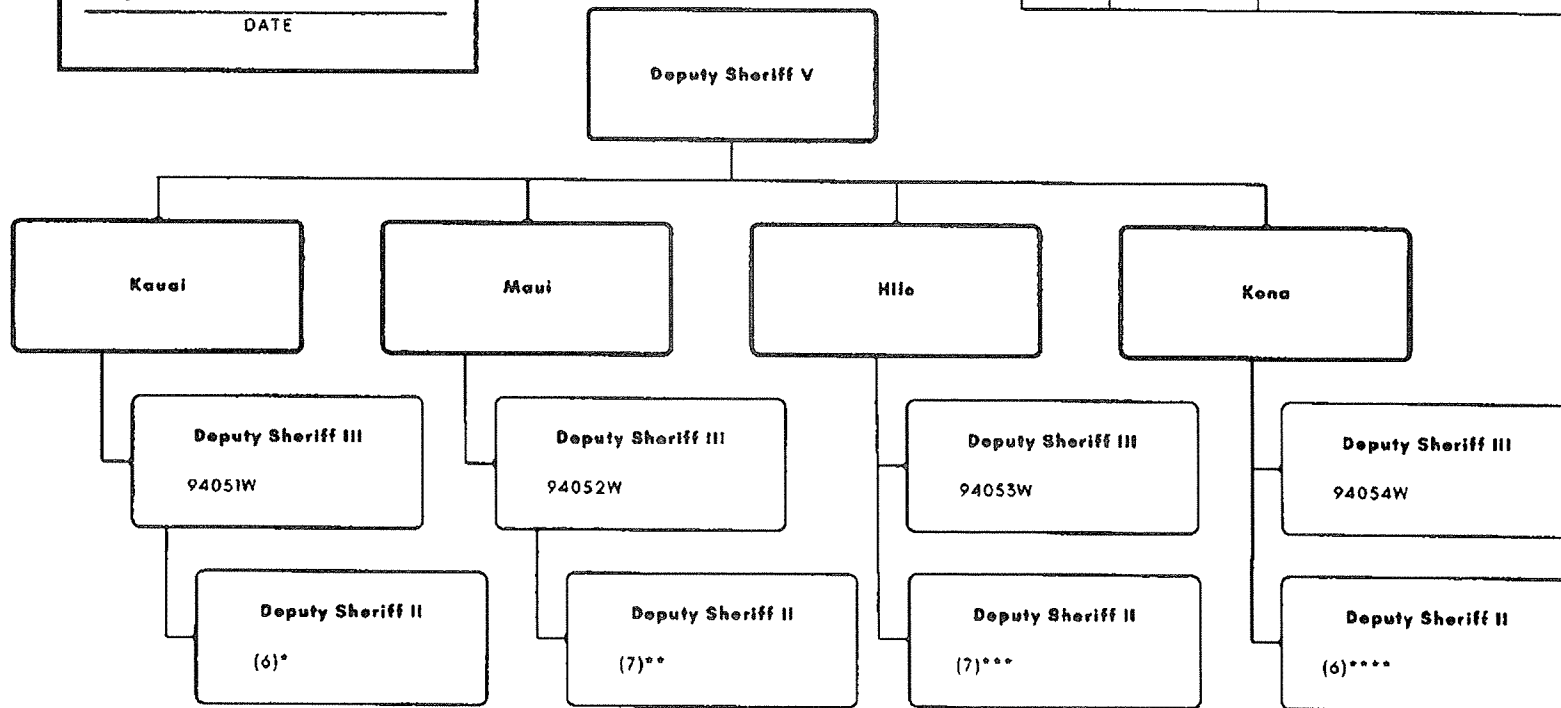 DATE
Deputy Sheriff V
Kauai
Maui
Hilo
Kona
Deputy Sheriff III
94051W
Deputy Sheriff III
94052W
Deputy Sheriff III
94053W
Deputy Sheriff III
94054W
Deputy Sheriff II
(6)*
Deputy Sheriff II
(7)**
Deputy Sheriff II
(7)***
Deputy Sheriff II
(6)****